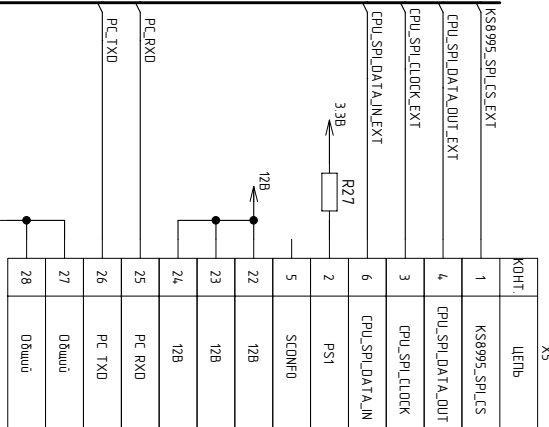 X5
КОНТ. ЦЕПЬ
KS8995_SPI_CS_EXT 1 KS8995_SPI_CS
CPU_SPI_DATA_OUT_EXT 4 CPU_SPI_DATA_OUT
CPU_SPI_CLOCK_EXT 3 CPU_SPI_CLOCK
CPU_SPI_DATA_IN_EXT 6 CPU_SPI_DATA_IN
3.3В R27 2 PS1
5 SCONF0
12В 22 12В
23 12В
24 12В
PC_RXD 25 PC RXD
PC_TXD 26 PC TXD
27 Общий
28 Общий